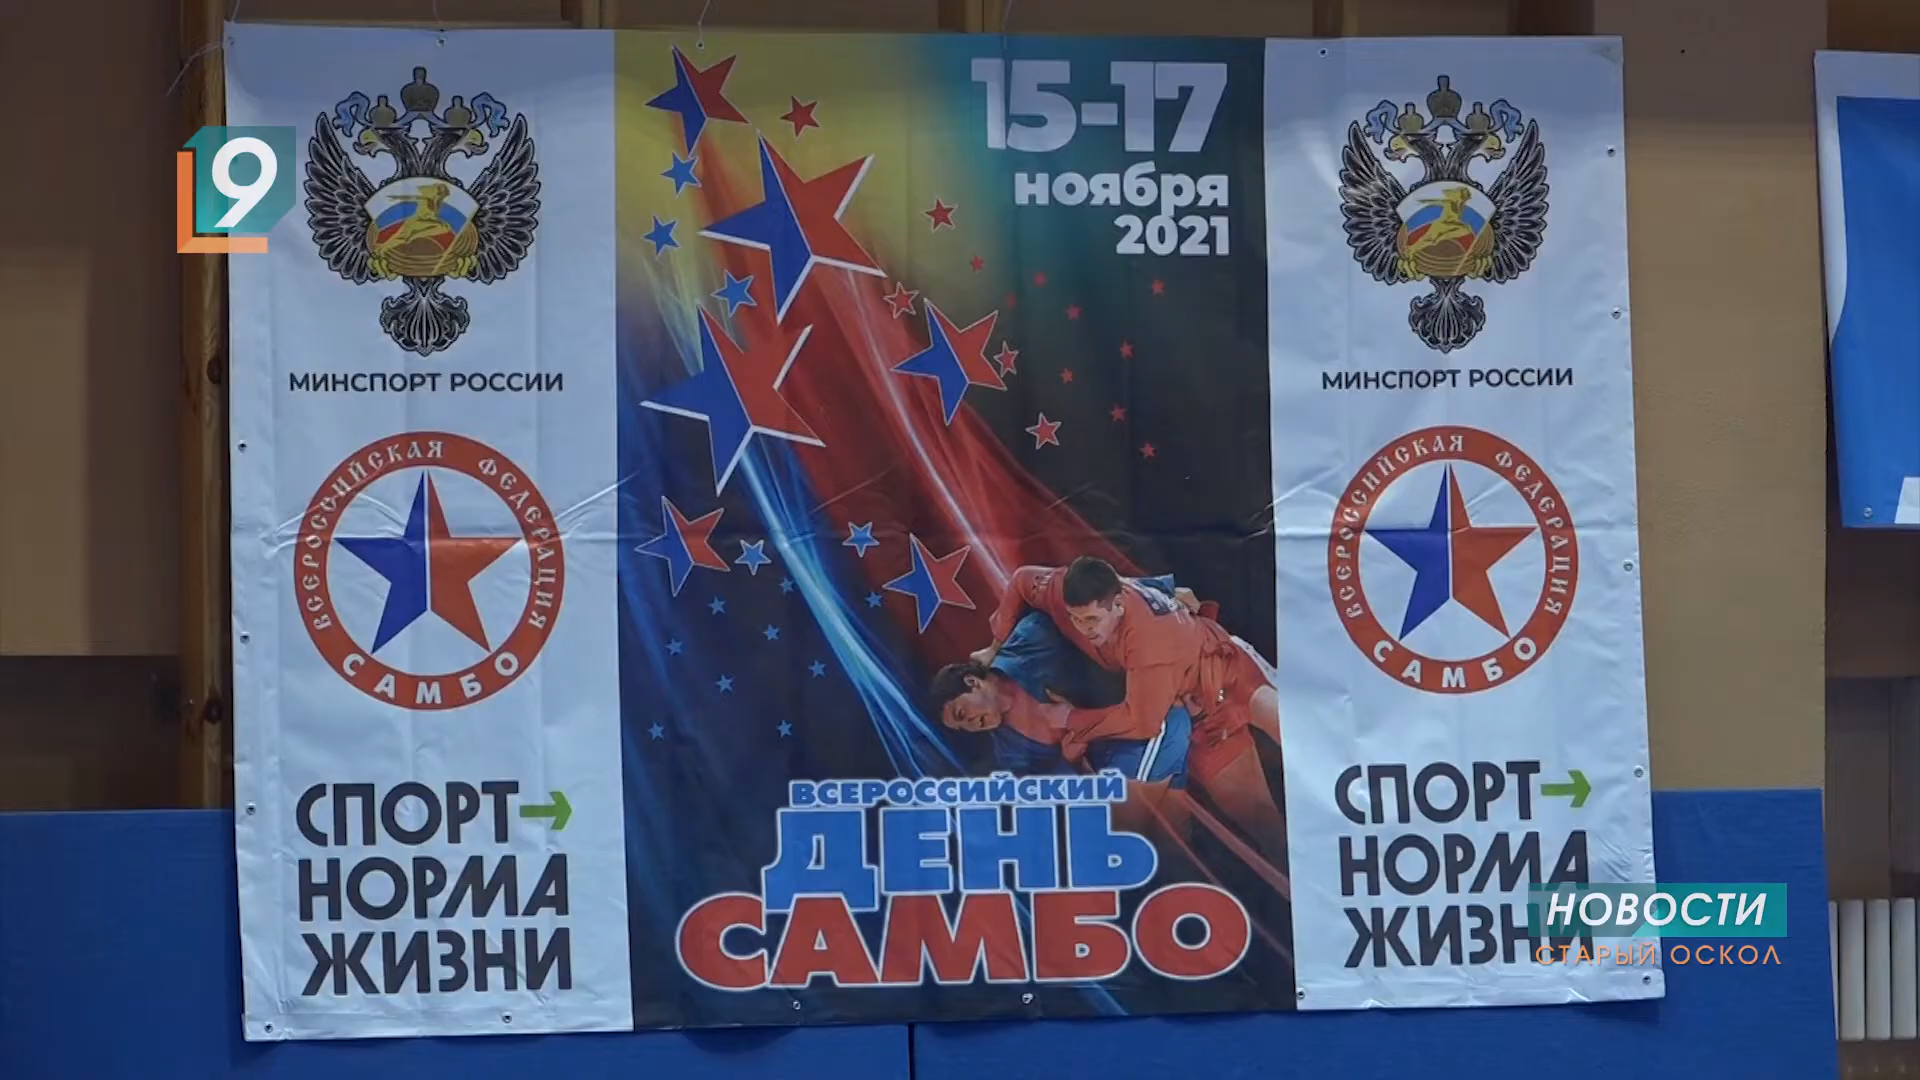 9
МИНСПОРТ РОССИИ
ВСЕРОССИЙСКАЯ ФЕДЕРАЦИЯ
САМБО
СПОРТ
НОРМА
ЖИЗНИ
15-17
ноября
2021
ВСЕРОССИЙСКИЙ
ДЕНЬ
САМБО
МИНСПОРТ РОССИИ
ВСЕРОССИЙСКАЯ ФЕДЕРАЦИЯ
САМБО
СПОРТ
НОРМА
ЖИЗНИ
НОВОСТИ
СТАРЫЙ ОСКОЛ